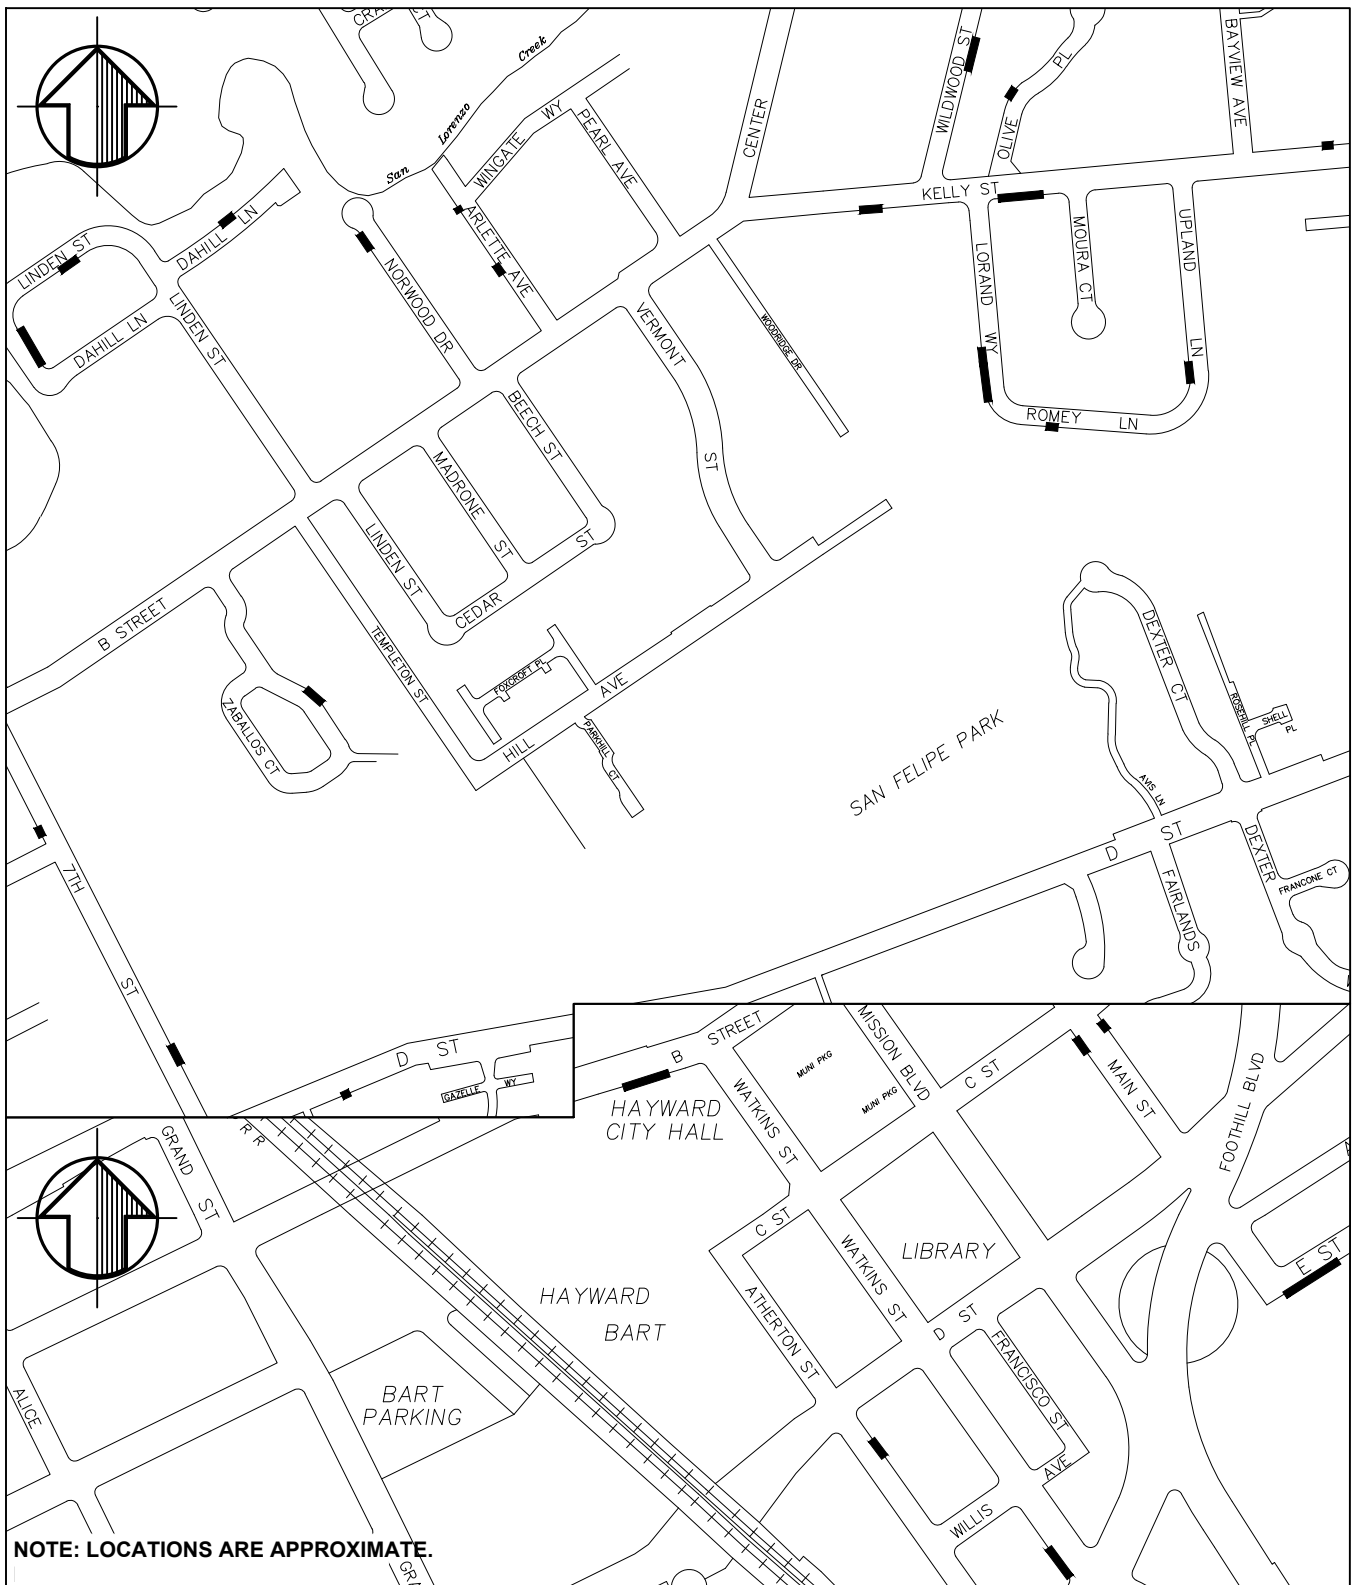 CT
San
Lorenzo
Creek
WINGATE WY
PEARL AVE
CENTER
WILDWOOD ST
OLIVE PL
BAYVIEW AVE
KELLY ST
LINDEN ST
DAHILL LN
DAHILL LN
LINDEN ST
NORWOOD DR
ARLETTE AVE
VERMONT
ST
WOODRIDGE DR
LORAND WY
MOURA CT
UPLAND
LN
ROMEY LN
BEECH ST
MADRONE ST
LINDEN ST
CEDAR ST
B STREET
TEMPLETON ST
FOXCROFT PL
HILL AVE
PARKHILL CT
ZABALLOS CT
SAN FELIPE PARK
DEXTER CT
ROSEHILL PL
SHELL PL
AVIS LN
D ST
FAIRLANDS
DEXTER
FRANCONE CT
7TH
ST
D ST
GAZELLE WY
B STREET
MUNI PKG
MUNI PKG
MISSION BLVD
C ST
MAIN ST
FOOTHILL BLVD
HAYWARD
CITY HALL
WATKINS ST
R R
GRAND ST
C ST
WATKINS ST
LIBRARY
E ST
HAYWARD
BART
ATHERTON ST
D ST
FRANCISCO ST
ALICE
BART
PARKING
AVE
WILLIS
NOTE: LOCATIONS ARE APPROXIMATE.